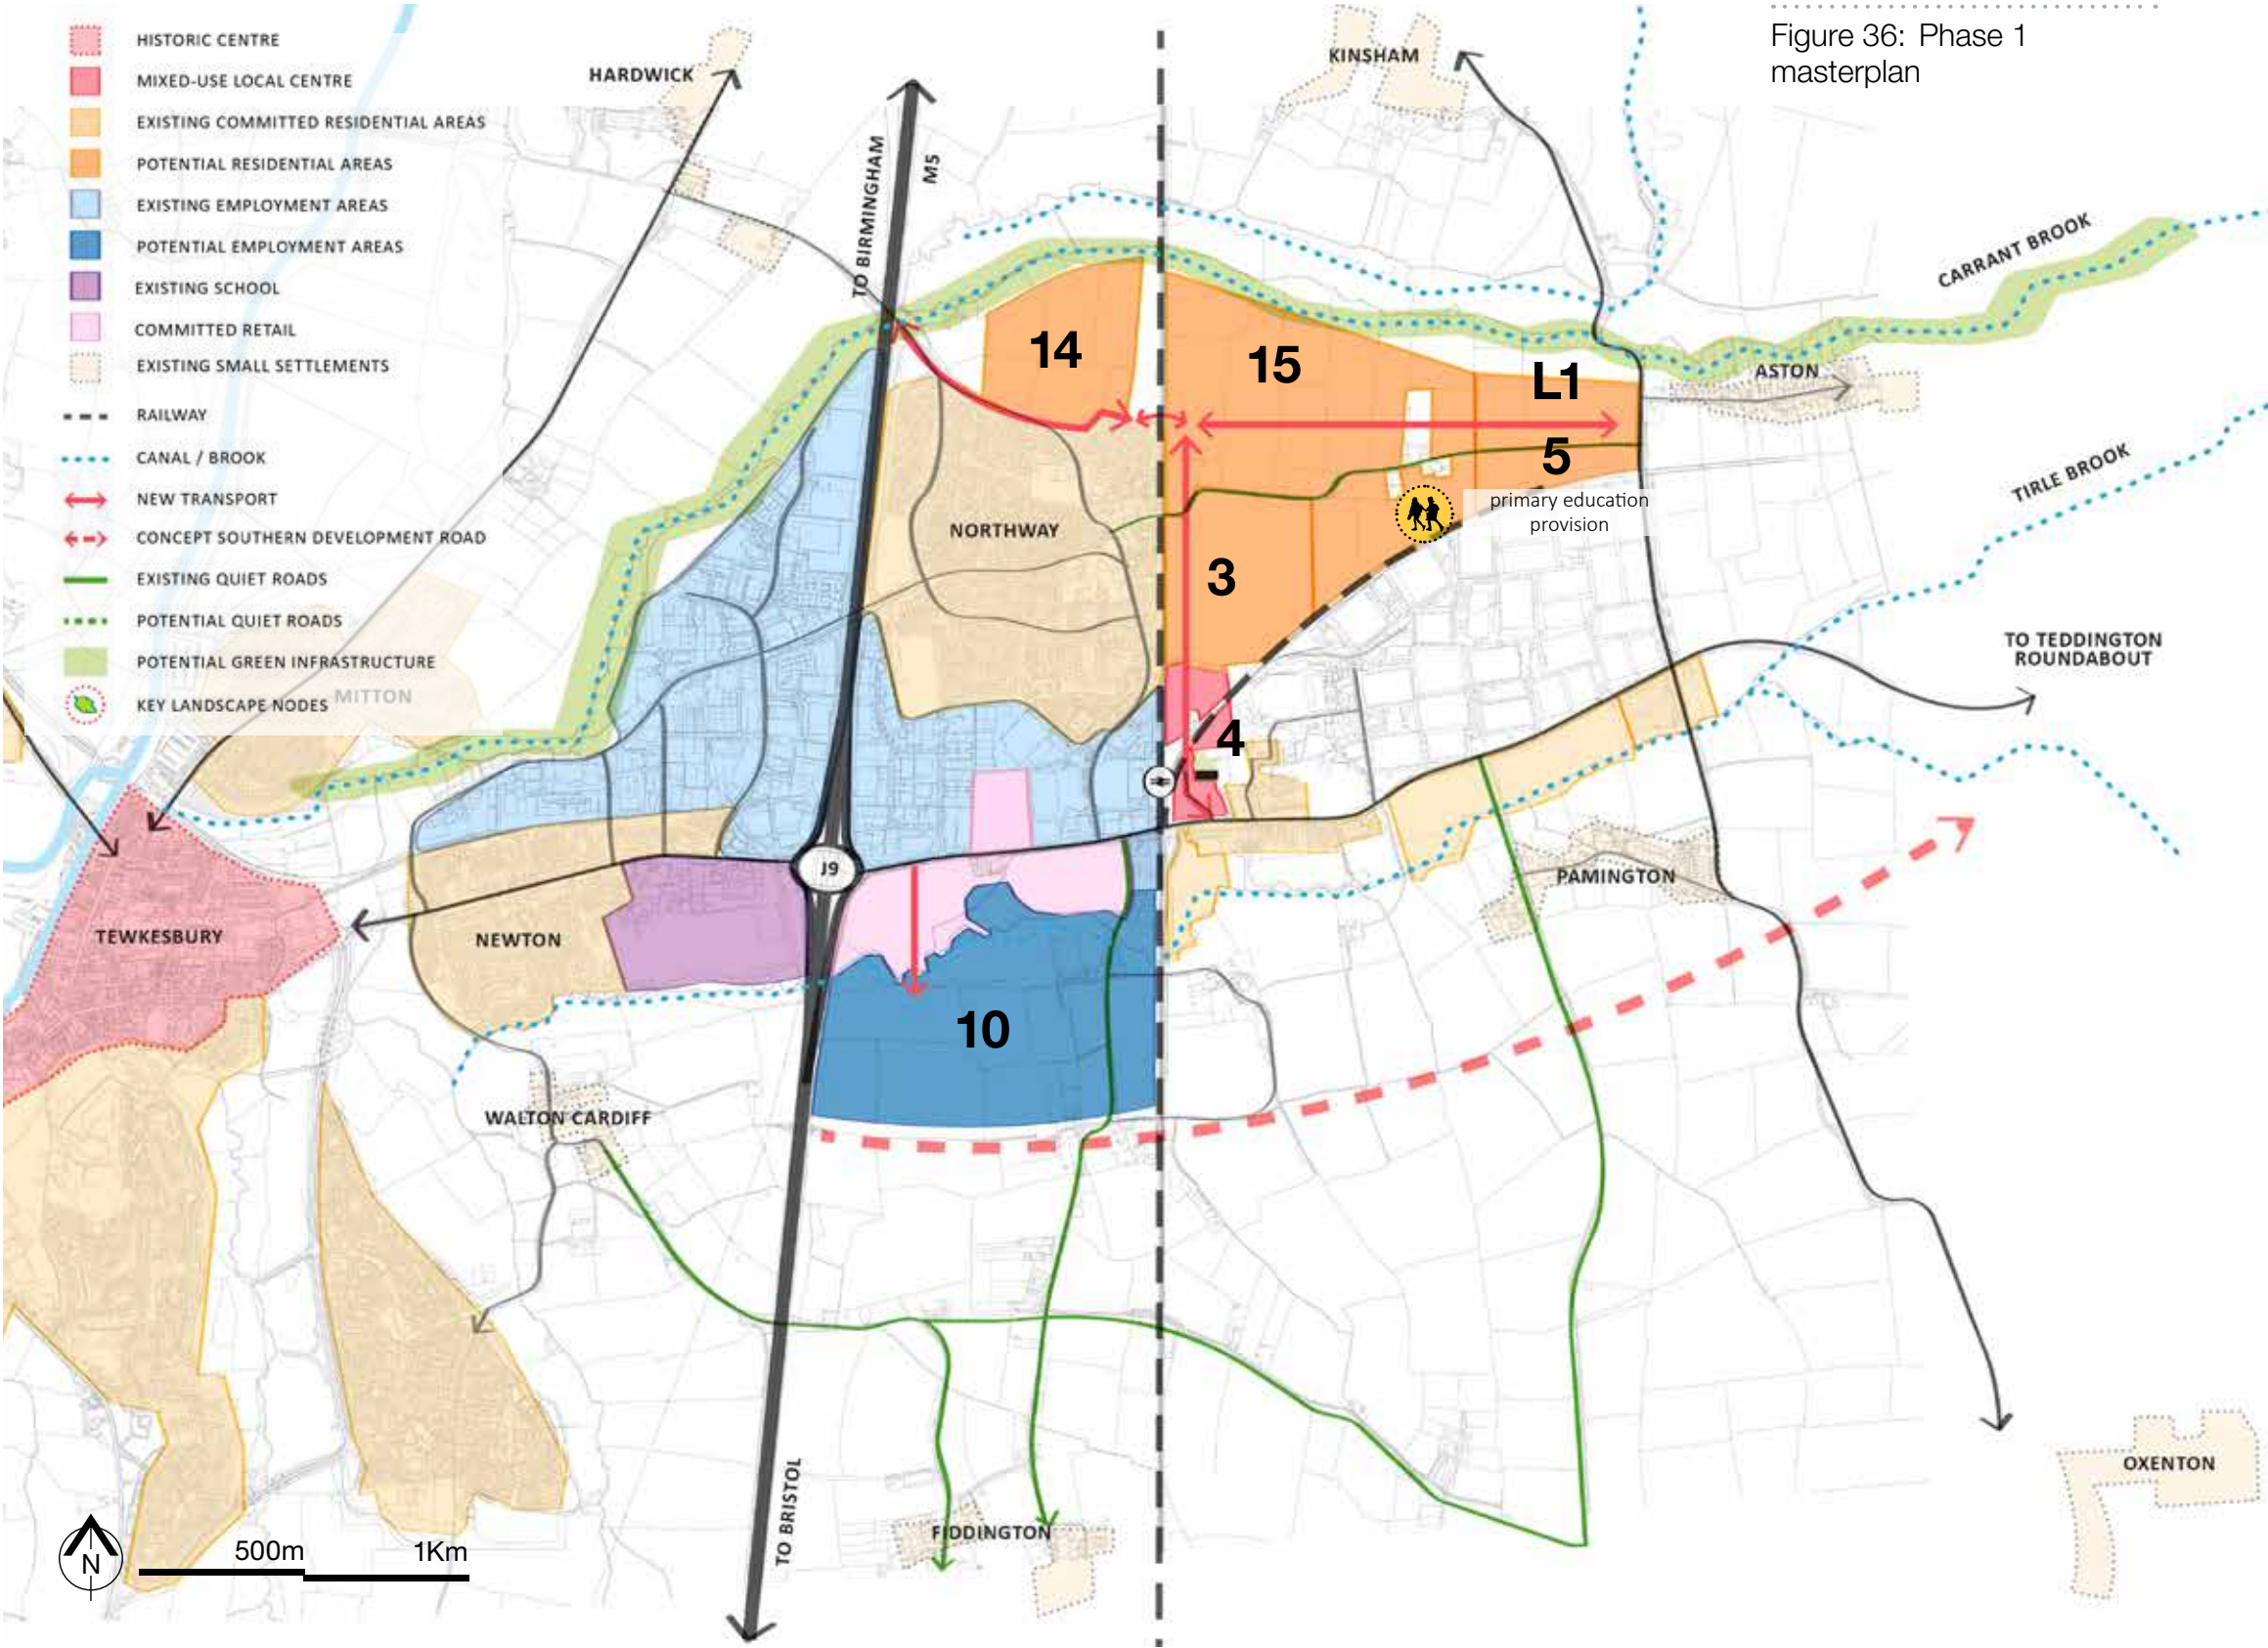 Figure 36: Phase 1
masterplan
HISTORIC CENTRE
MIXED-USE LOCAL CENTRE
EXISTING COMMITTED RESIDENTIAL AREAS
POTENTIAL RESIDENTIAL AREAS
EXISTING EMPLOYMENT AREAS
POTENTIAL EMPLOYMENT AREAS
EXISTING SCHOOL
COMMITTED RETAIL
EXISTING SMALL SETTLEMENTS
RAILWAY
CANAL / BROOK
NEW TRANSPORT
CONCEPT SOUTHERN DEVELOPMENT ROAD
EXISTING QUIET ROADS
POTENTIAL QUIET ROADS
POTENTIAL GREEN INFRASTRUCTURE
KEY LANDSCAPE NODES
MITTON
HARDWICK
KINSHAM
TO BIRMINGHAM
M5
CARRANT BROOK
14
15
L1
ASTON
5
TIRLE BROOK
primary education
provision
NORTHWAY
3
TO TEDDINGTON
ROUNDABOUT
4
J9
PAMINGTON
TEWKESBURY
NEWTON
10
WALTON CARDIFF
OXENTON
TO BRISTOL
FIDDINGTON
N
500m
1Km